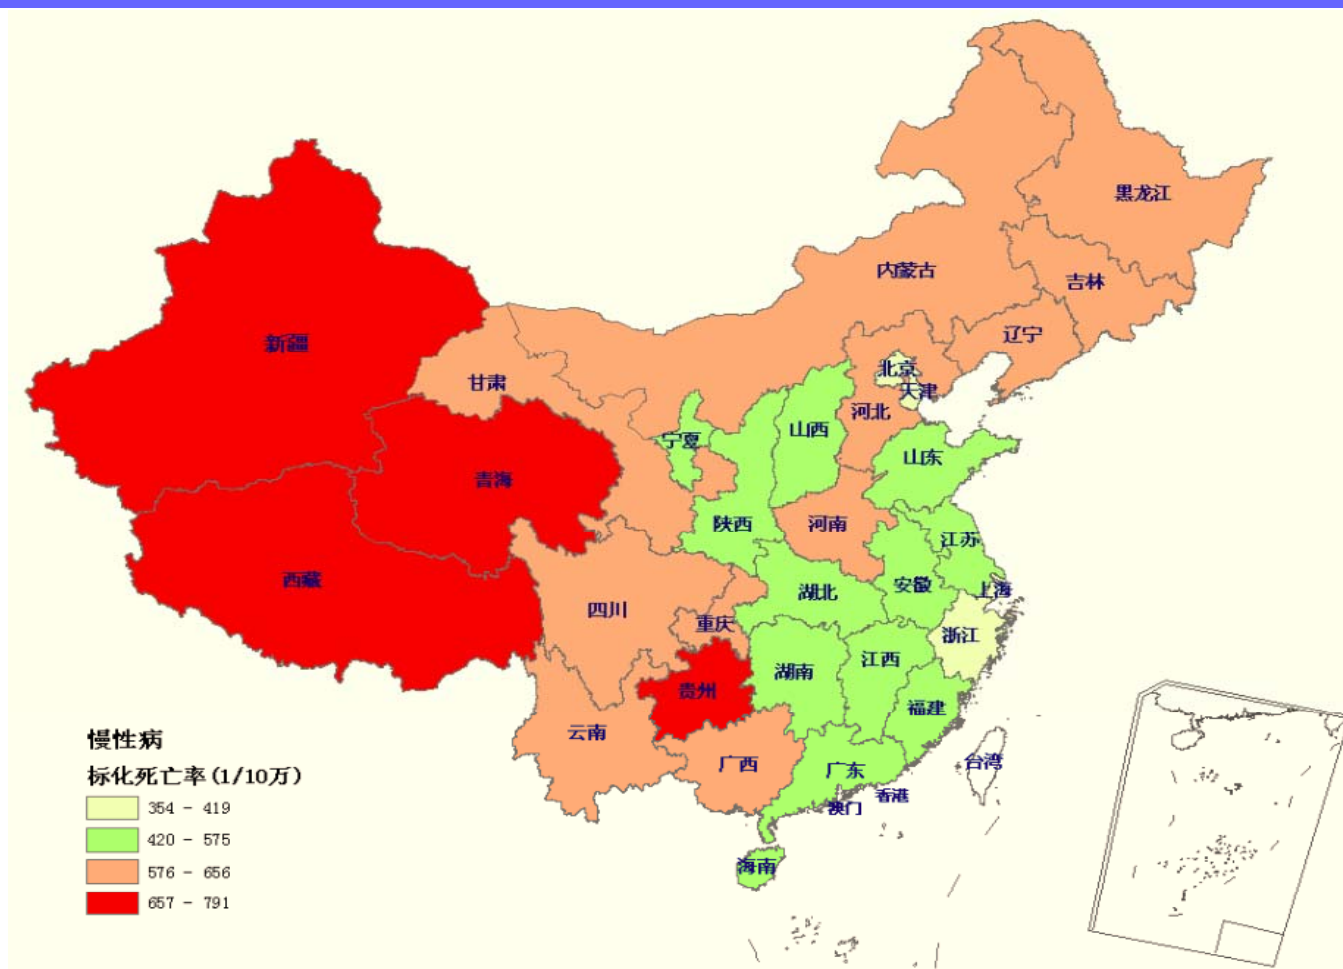 黑龙江
内蒙古
吉林
辽宁
新疆
北京
甘肃
天津
河北
山西
宁夏
山东
青海
陕西
河南
江苏
西藏
安徽
上海
湖北
四川
重庆
浙江
江西
湖南
贵州
福建
云南
广西
台湾
广东
香港
澳门
海南
慢性病
标化死亡率(1/10万)
354 - 419
420 - 575
576 - 656
657 - 791